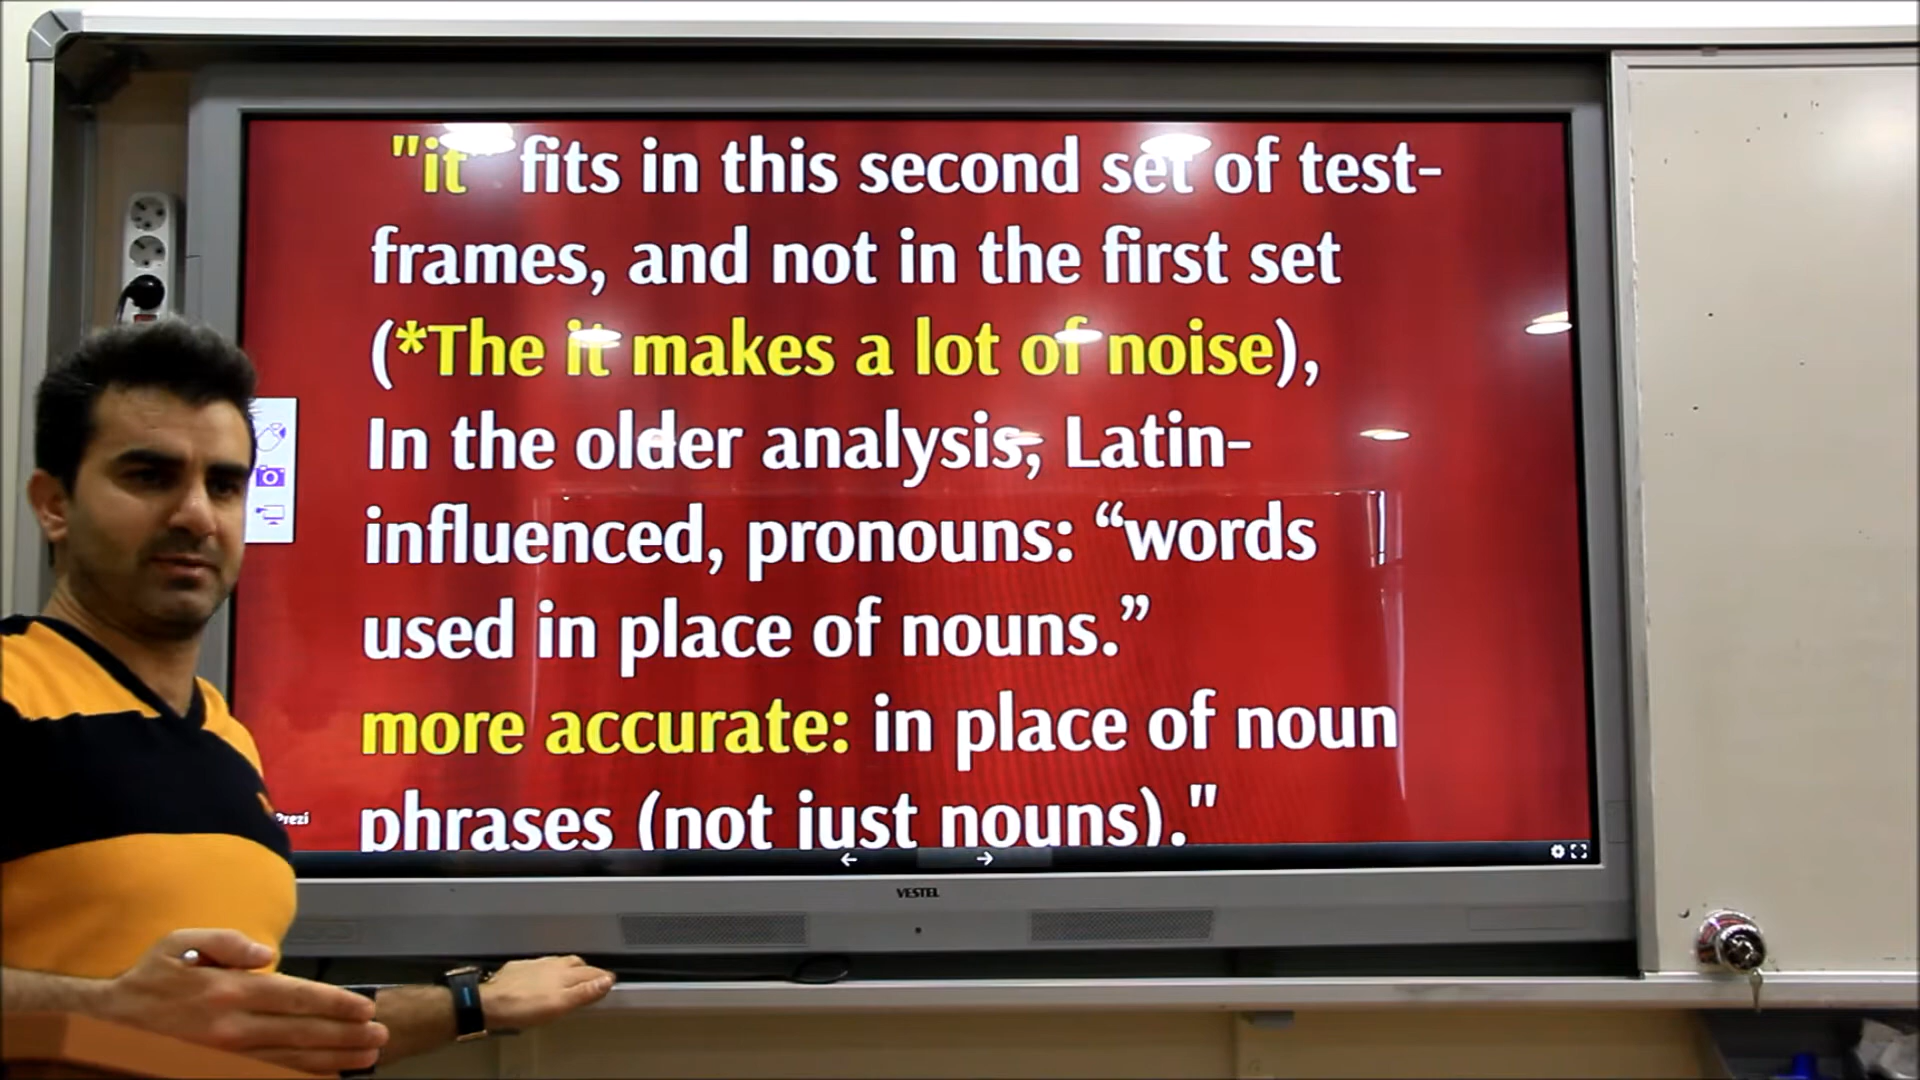 "it" fits in this second set of test-
frames, and not in the first set
(*The it makes a lot of noise),
In the older analysis, Latin-
influenced, pronouns: “words
used in place of nouns.”
more accurate: in place of noun
phrases (not just nouns)."
Prezi
VESTEL